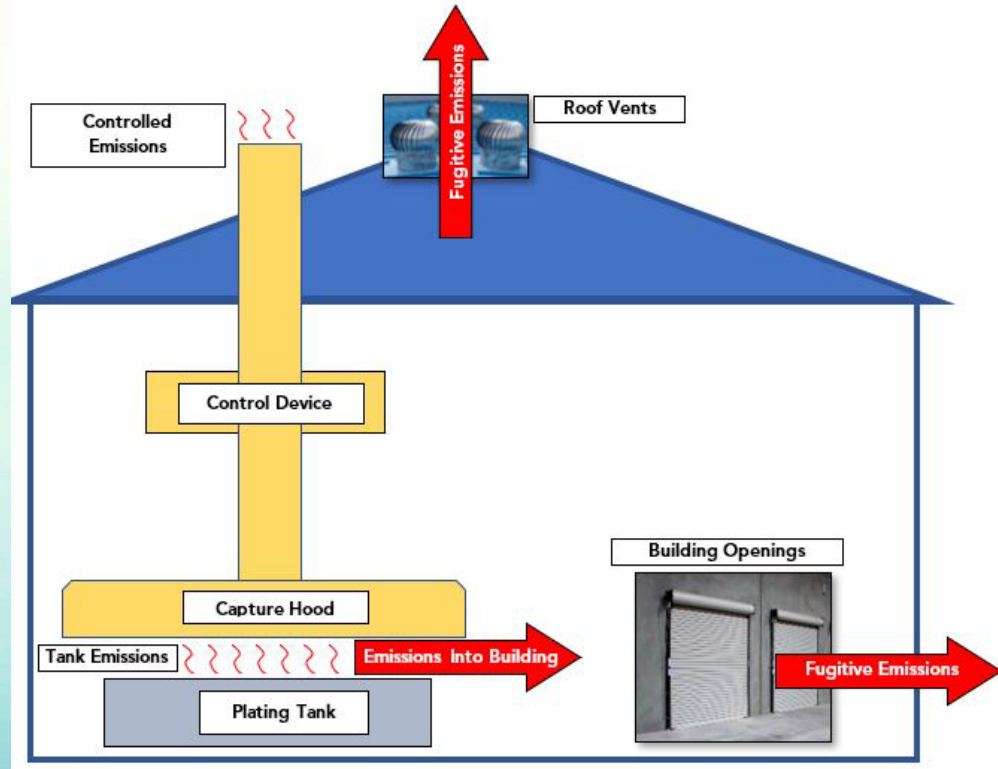 Fugitive Emissions
Roof Vents
Controlled
Emissions
Control Device
Building Openings
Capture Hood
Tank Emissions
Emissions Into Building
Fugitive Emissions
Plating Tank